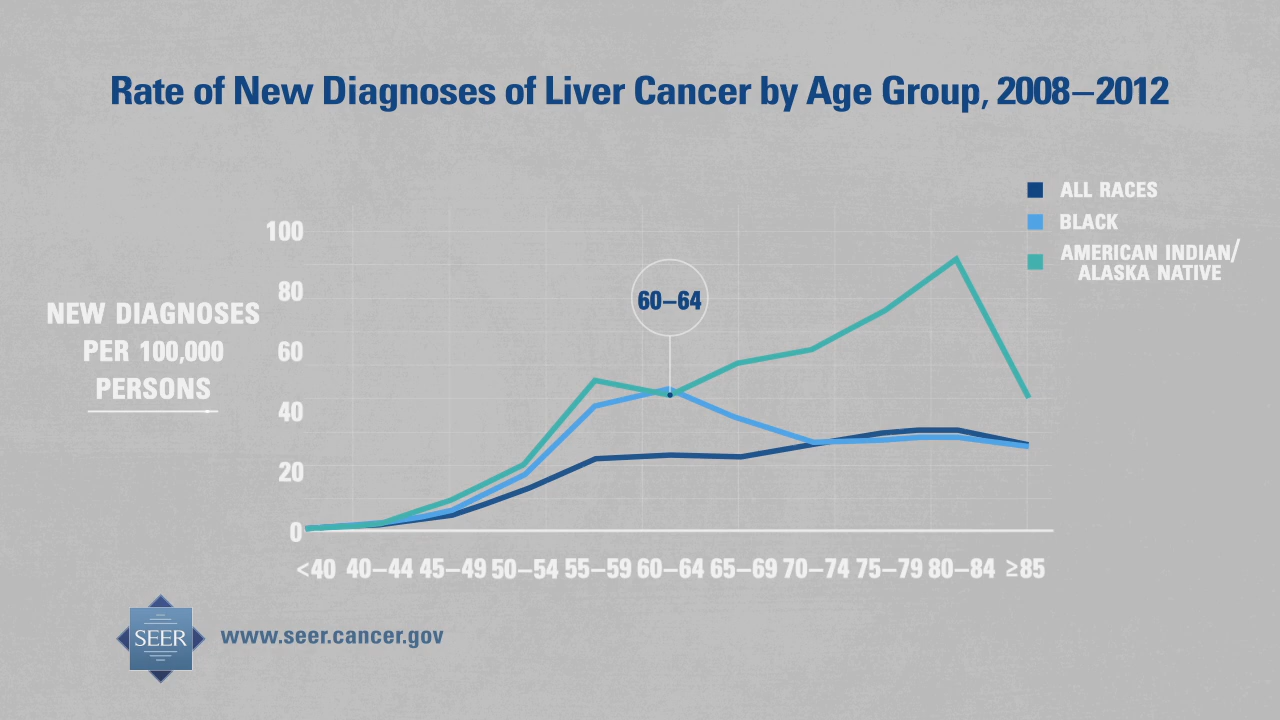 Rate of New Diagnoses of Liver Cancer by Age Group, 2008–2012
ALL RACES
BLACK
AMERICAN INDIAN/
ALASKA NATIVE
NEW DIAGNOSES
PER 100,000
PERSONS
100
80
60
40
20
0
60–64
<40 40–44 45–49 50–54 55–59 60–64 65–69 70–74 75–79 80–84 ≥85
SEER
www.seer.cancer.gov